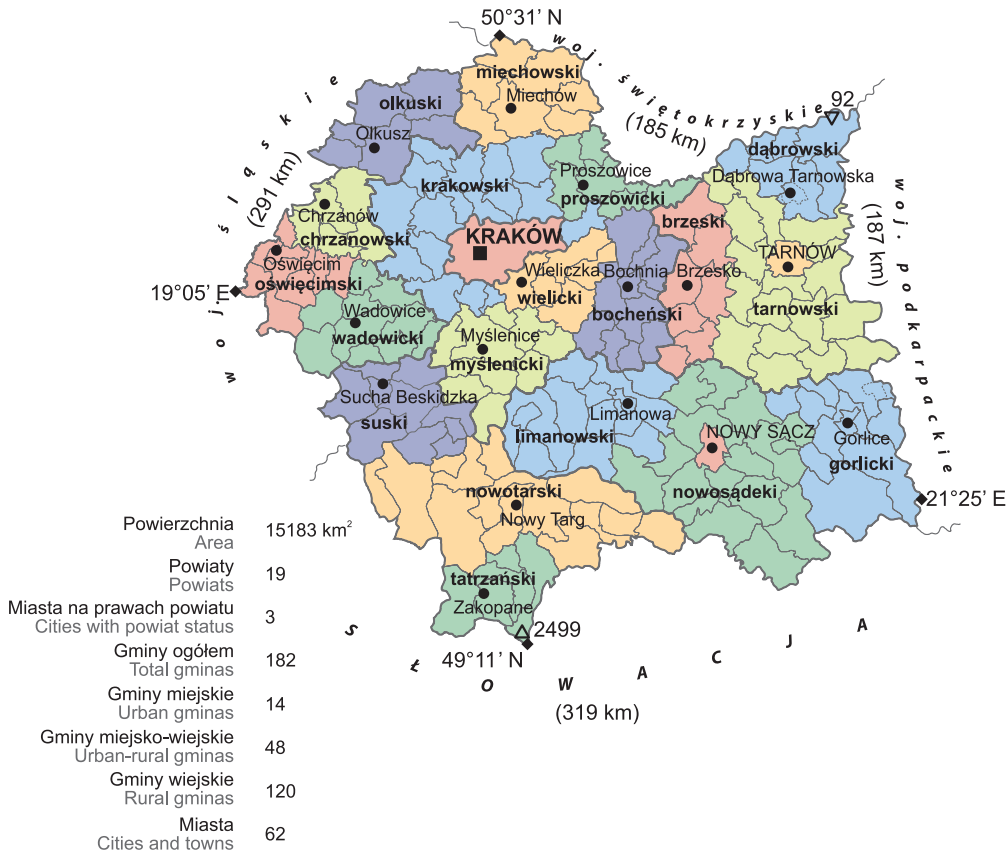 50°31' N
woj. świętokrzyskie
(185 km)
92
miechowski
Miechów
olkuski
Olkusz
woj. śląskie
(291 km)
dąbrowski
Dąbrowa Tarnowska
woj. podkarpackie
(187 km)
krakowski
Proszowice
proszowicki
Chrzanów
chrzanowski
brzeski
KRAKÓW
TARNÓW
Oświęcim
oświęcimski
Wieliczka
wielicki
Bochnia
bocheński
Brzesko
19°05' E
tarnowski
Wadowice
wadowicki
Myślenice
myślenicki
Sucha Beskidzka
suski
Limanowa
limanowski
NOWY SĄCZ
nowosądeki
Gorlice
gorlicki
21°25' E
nowotarski
Nowy Targ
tatrzański
Zakopane
2499
49°11' N
SŁOWACJA
(319 km)
Powierzchnia
Area
15183 km²
Powiaty
Powiats
19
Miasta na prawach powiatu
Cities with powiat status
3
Gminy ogółem
Total gminas
182
Gminy miejskie
Urban gminas
14
Gminy miejsko-wiejskie
Urban-rural gminas
48
Gminy wiejskie
Rural gminas
120
Miasta
Cities and towns
62